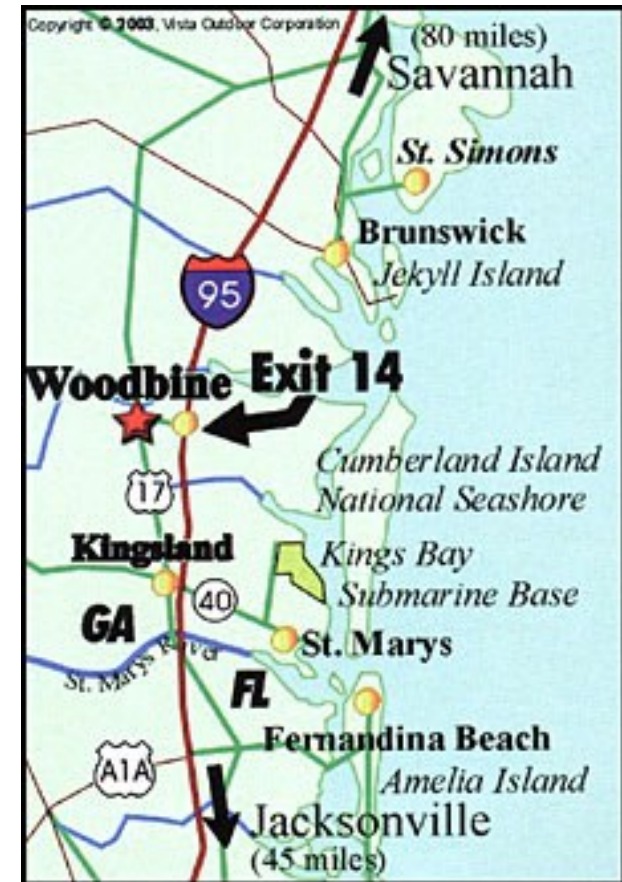 Copyright © 2003, Vista Outdoor Corporation
(80 miles)
Savannah
St. Simons
Brunswick
Jekyll Island
95
Woodbine
Exit 14
Cumberland Island
National Seashore
17
Kingsland
Kings Bay
Submarine Base
40
GA
St. Marys
St. Marys River
FL
Fernandina Beach
A1A
Amelia Island
Jacksonville
(45 miles)